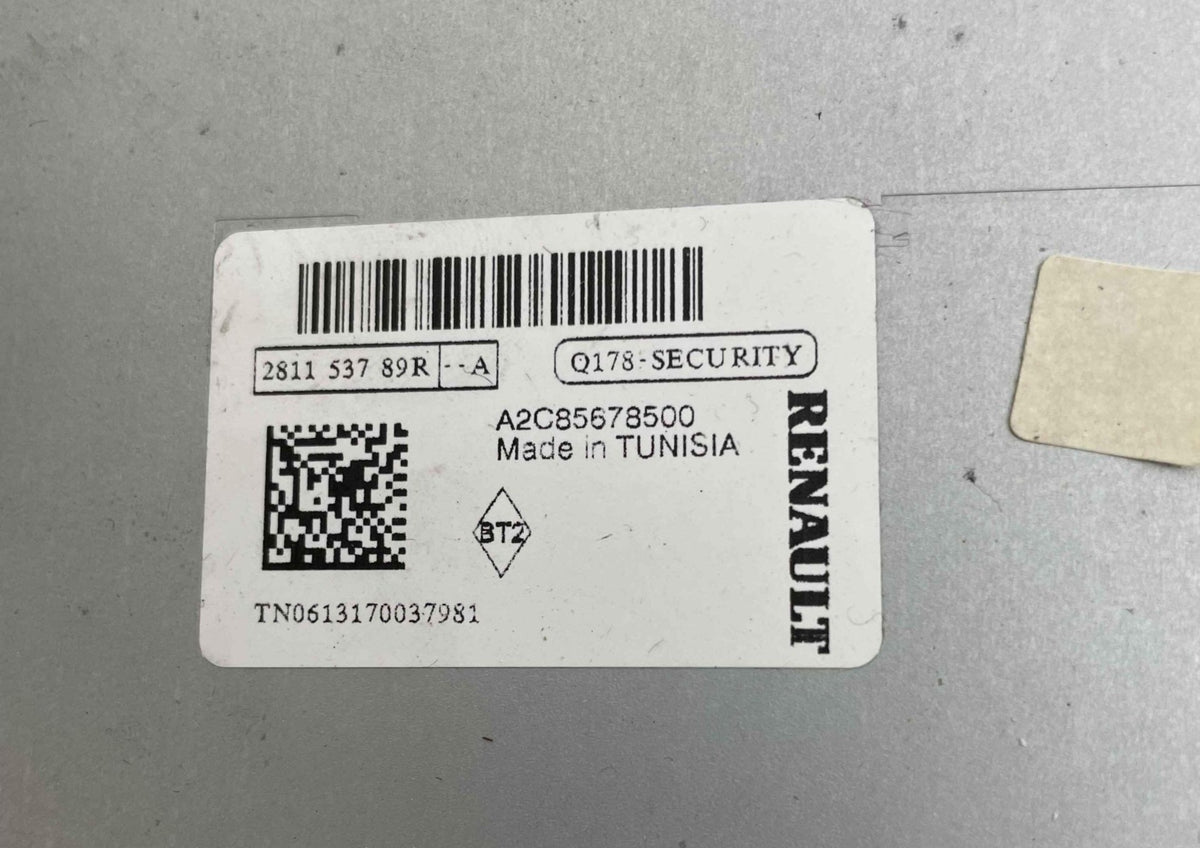 2811 537 89R --A
Q178-SECURITY
A2C85678500
Made in TUNISIA
BT2
TN0613170037981
RENAULT